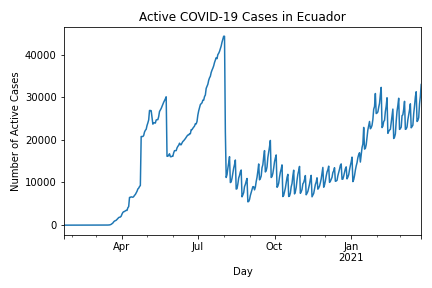 Active COVID-19 Cases in Ecuador
Number of Active Cases
40000
30000
20000
10000
0
Apr
Jul
Oct
Jan
2021
Day